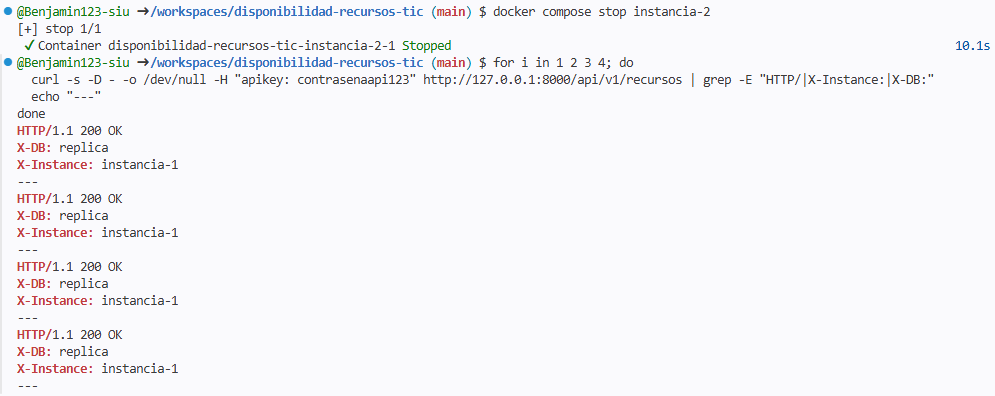 @Benjamin123-siu ➜/workspaces/disponibilidad-recursos-tic (main) $ docker compose stop instancia-2
[+] stop 1/1
✓Container disponibilidad-recursos-tic-instancia-2-1 Stopped 10.1s
@Benjamin123-siu ➜/workspaces/disponibilidad-recursos-tic (main) $ for i in 1 2 3 4; do
curl -s -D - -o /dev/null -H "apikey: contrasenaapi123" http://127.0.0.1:8000/api/v1/recursos | grep -E "HTTP/|X-Instance:|X-DB:"
echo "---"
done
HTTP/1.1 200 OK
X-DB: replica
X-Instance: instancia-1
---
HTTP/1.1 200 OK
X-DB: replica
X-Instance: instancia-1
---
HTTP/1.1 200 OK
X-DB: replica
X-Instance: instancia-1
---
HTTP/1.1 200 OK
X-DB: replica
X-Instance: instancia-1
---